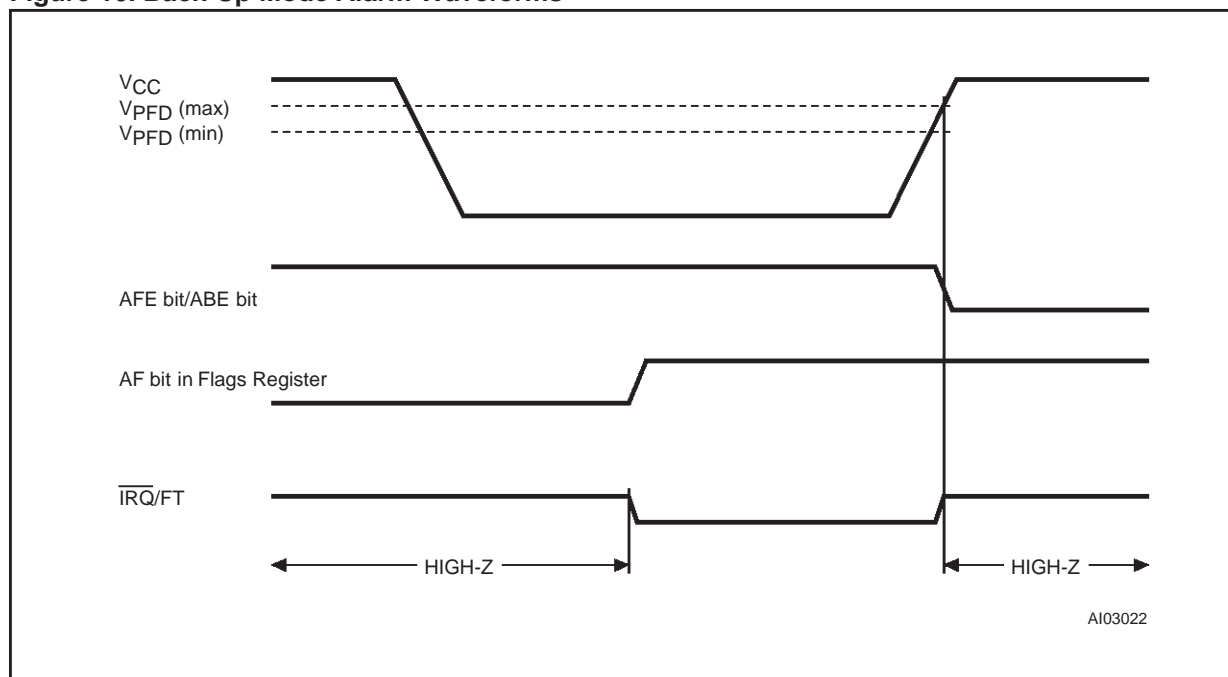 VCC
VPFD (max)
VPFD (min)
AFE bit/ABE bit
AF bit in Flags Register
IRQ/FT
HIGH-Z
HIGH-Z
AI03022